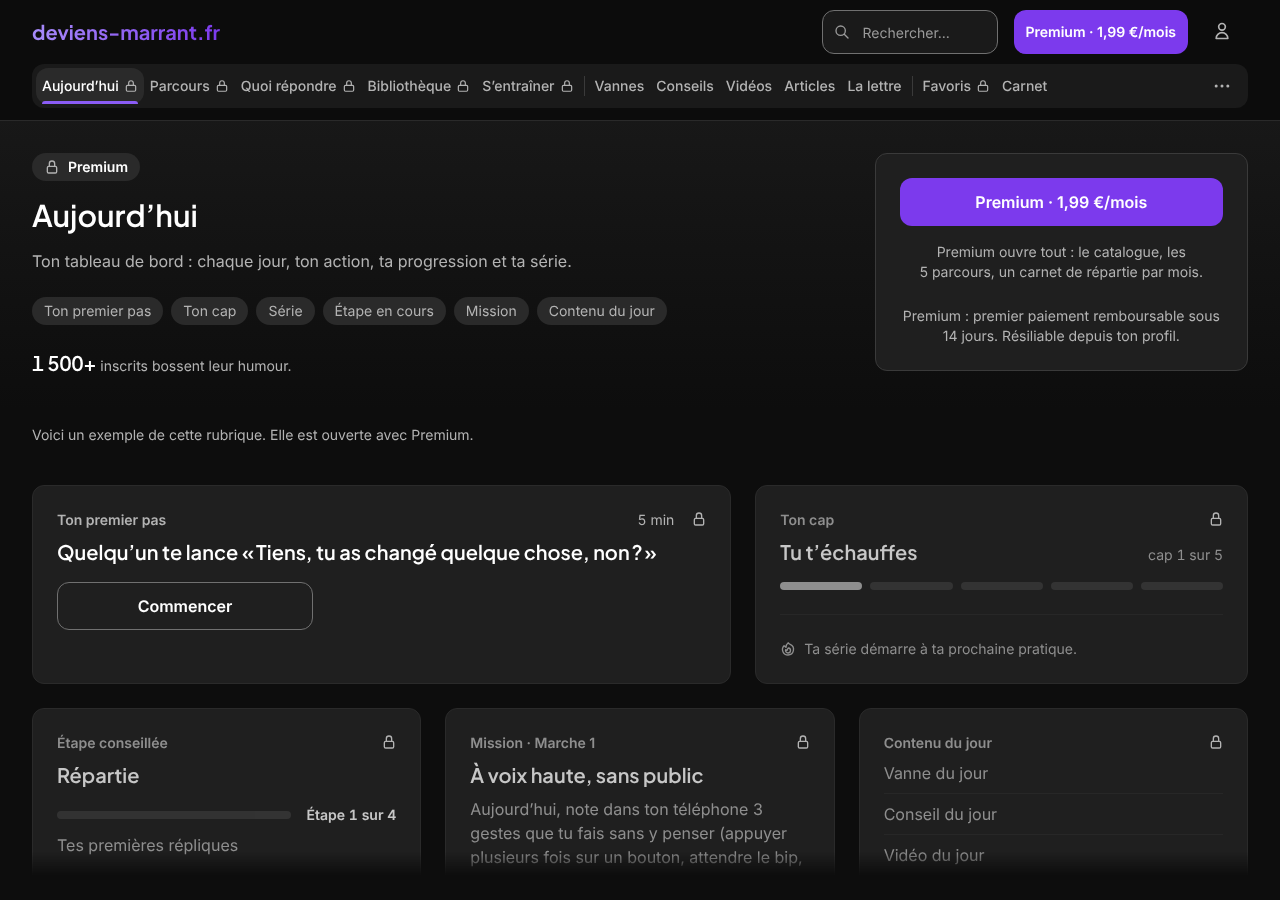 deviens-marrant.fr
Rechercher...
Premium · 1,99 €/mois
Aujourd’hui
Parcours
Quoi répondre
Bibliothèque
S’entraîner
Vannes
Conseils
Vidéos
Articles
La lettre
Favoris
Carnet
Premium
Aujourd’hui
Ton tableau de bord : chaque jour, ton action, ta progression et ta série.
Ton premier pas
Ton cap
Série
Étape en cours
Mission
Contenu du jour
1 500+ inscrits bossent leur humour.
Premium · 1,99 €/mois
Premium ouvre tout : le catalogue, les
5 parcours, un carnet de répartie par mois.
Premium : premier paiement remboursable sous
14 jours. Résiliable depuis ton profil.
Voici un exemple de cette rubrique. Elle est ouverte avec Premium.
Ton premier pas
5 min
Quelqu’un te lance « Tiens, tu as changé quelque chose, non ? »
Commencer
Ton cap
Tu t’échauffes
cap 1 sur 5
Ta série démarre à ta prochaine pratique.
Étape conseillée
Répartie
Étape 1 sur 4
Tes premières répliques
Mission · Marche 1
À voix haute, sans public
Aujourd’hui, note dans ton téléphone 3
gestes que tu fais sans y penser (appuyer
plusieurs fois sur un bouton, attendre le bip,
Contenu du jour
Vanne du jour
Conseil du jour
Vidéo du jour